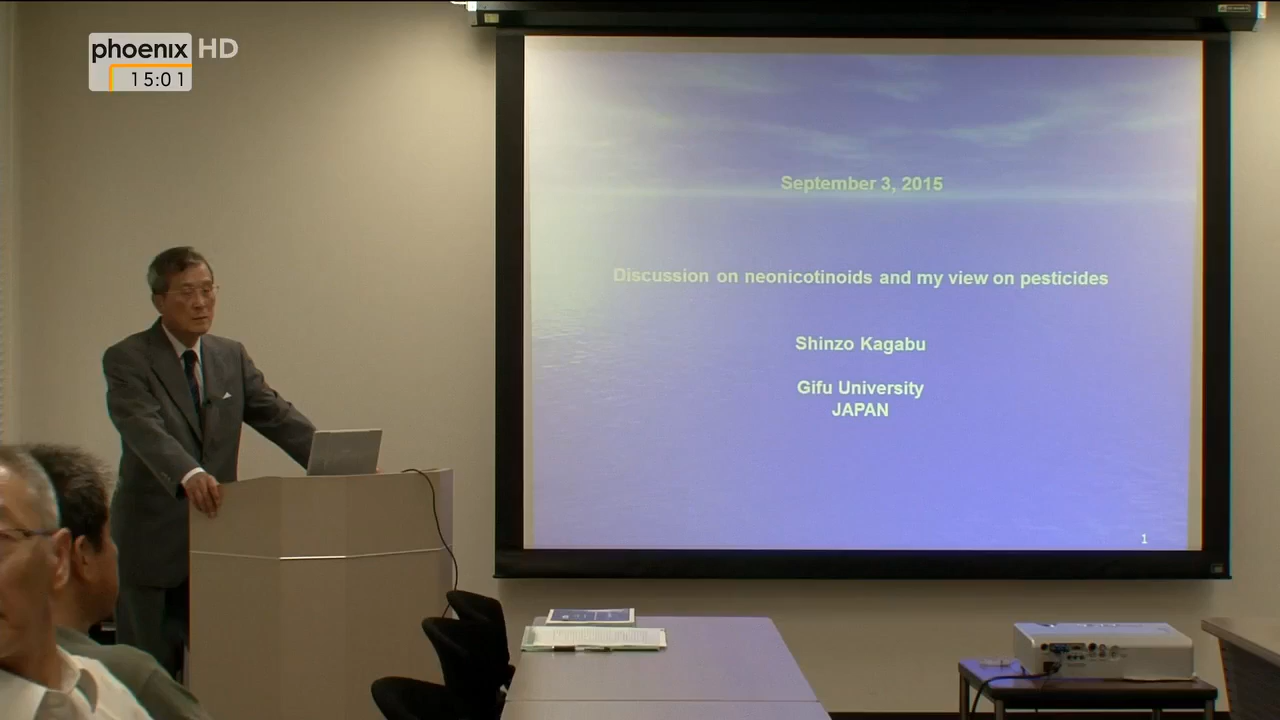 phoenix HD
15:01
September 3, 2015
Discussion on neonicotinoids and my view on pesticides
Shinzo Kagabu
Gifu University
JAPAN
1